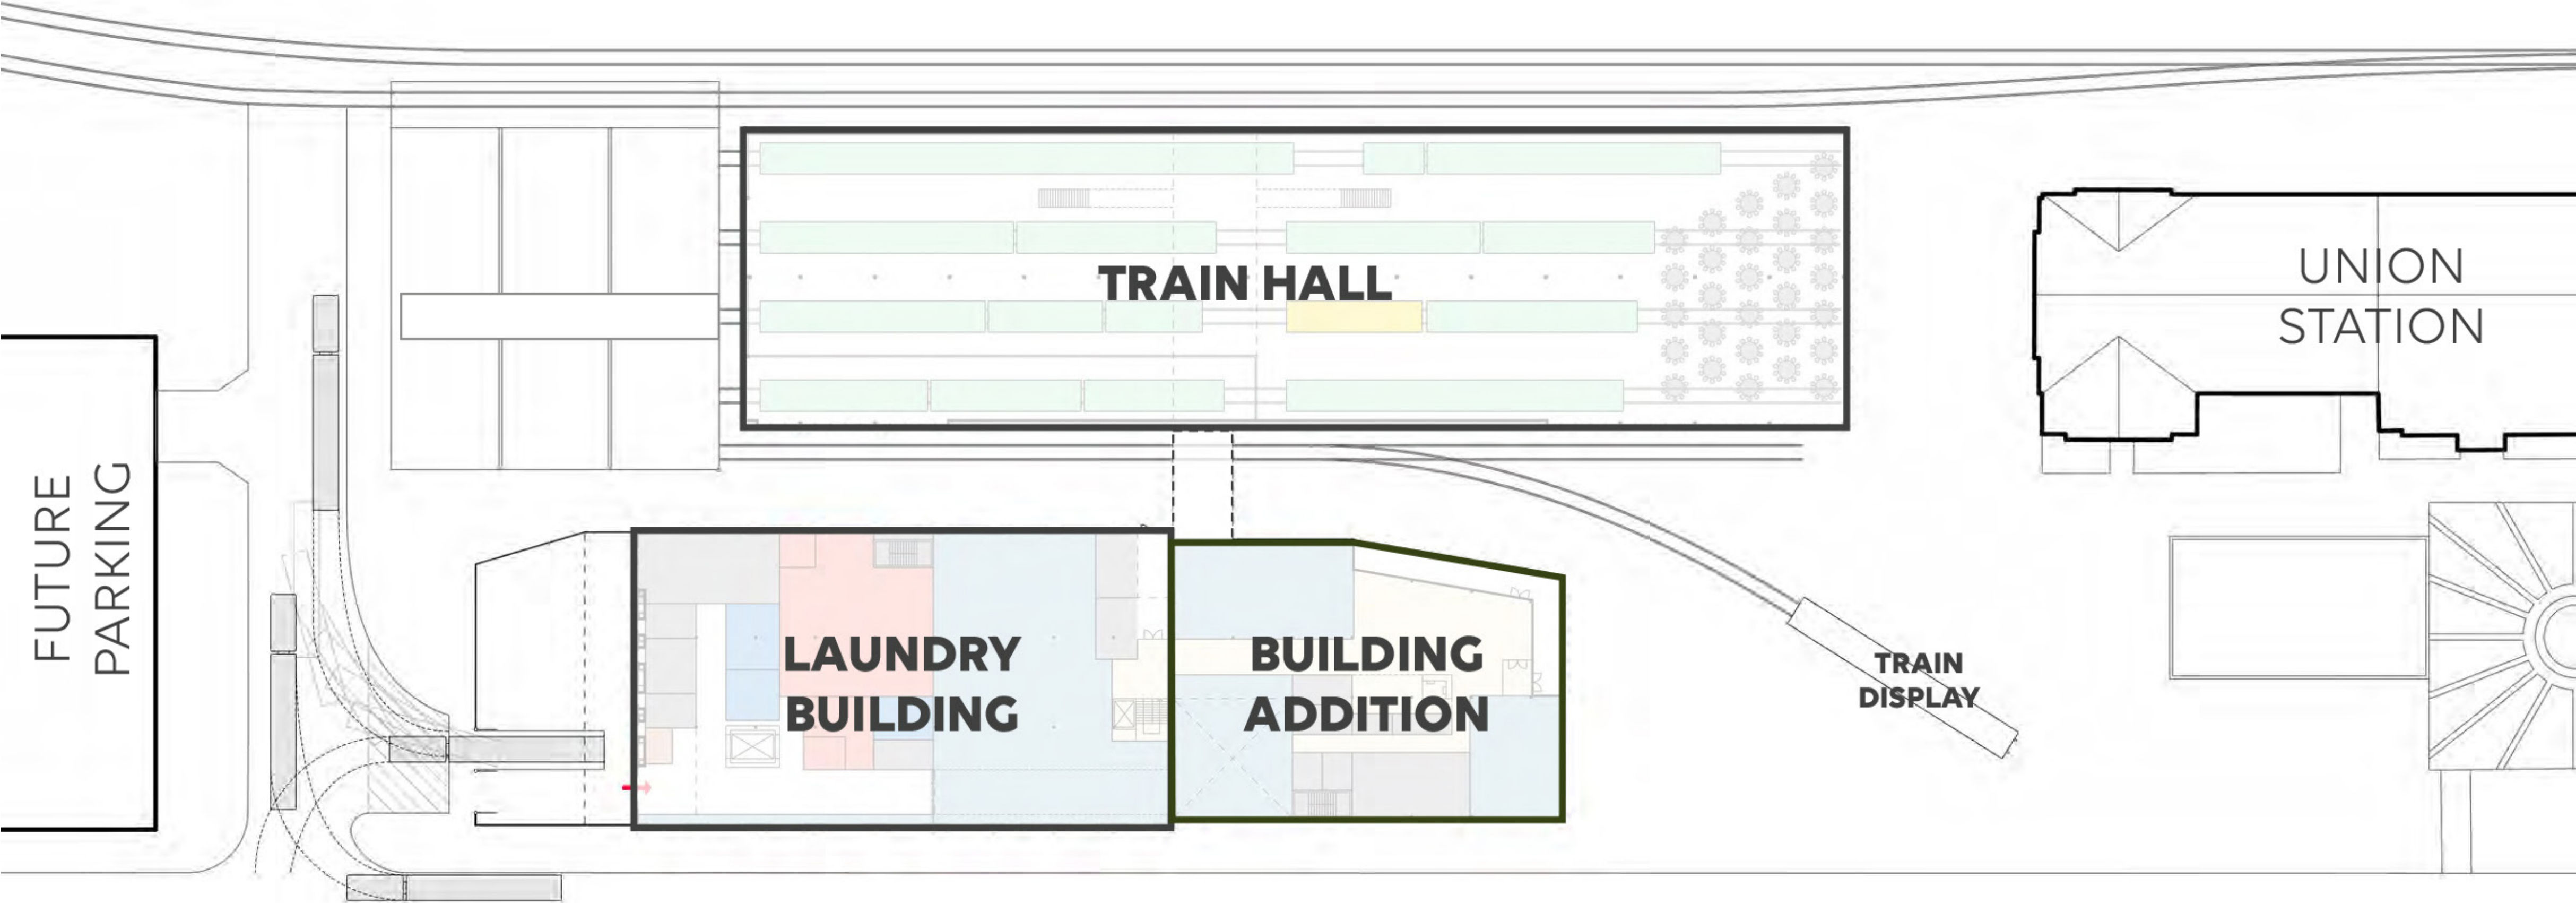 TRAIN HALL
UNION
STATION
FUTURE
PARKING
LAUNDRY
BUILDING
BUILDING
ADDITION
TRAIN
DISPLAY